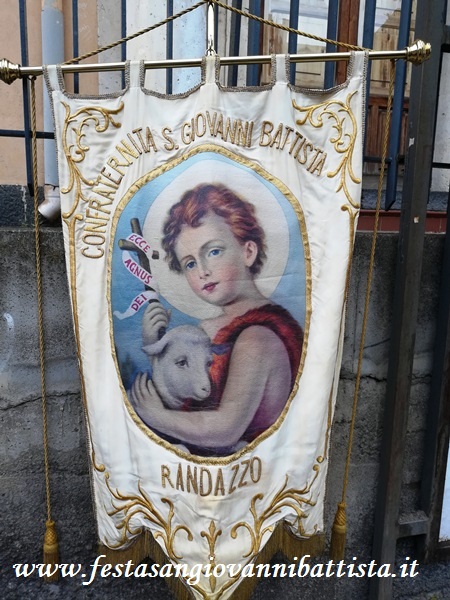 CONFRATERNITA S. GIOVANNI BATTISTA
ECCE
AGNUS
DEI
RANDAZZO
www.festasangiovannibattista.it